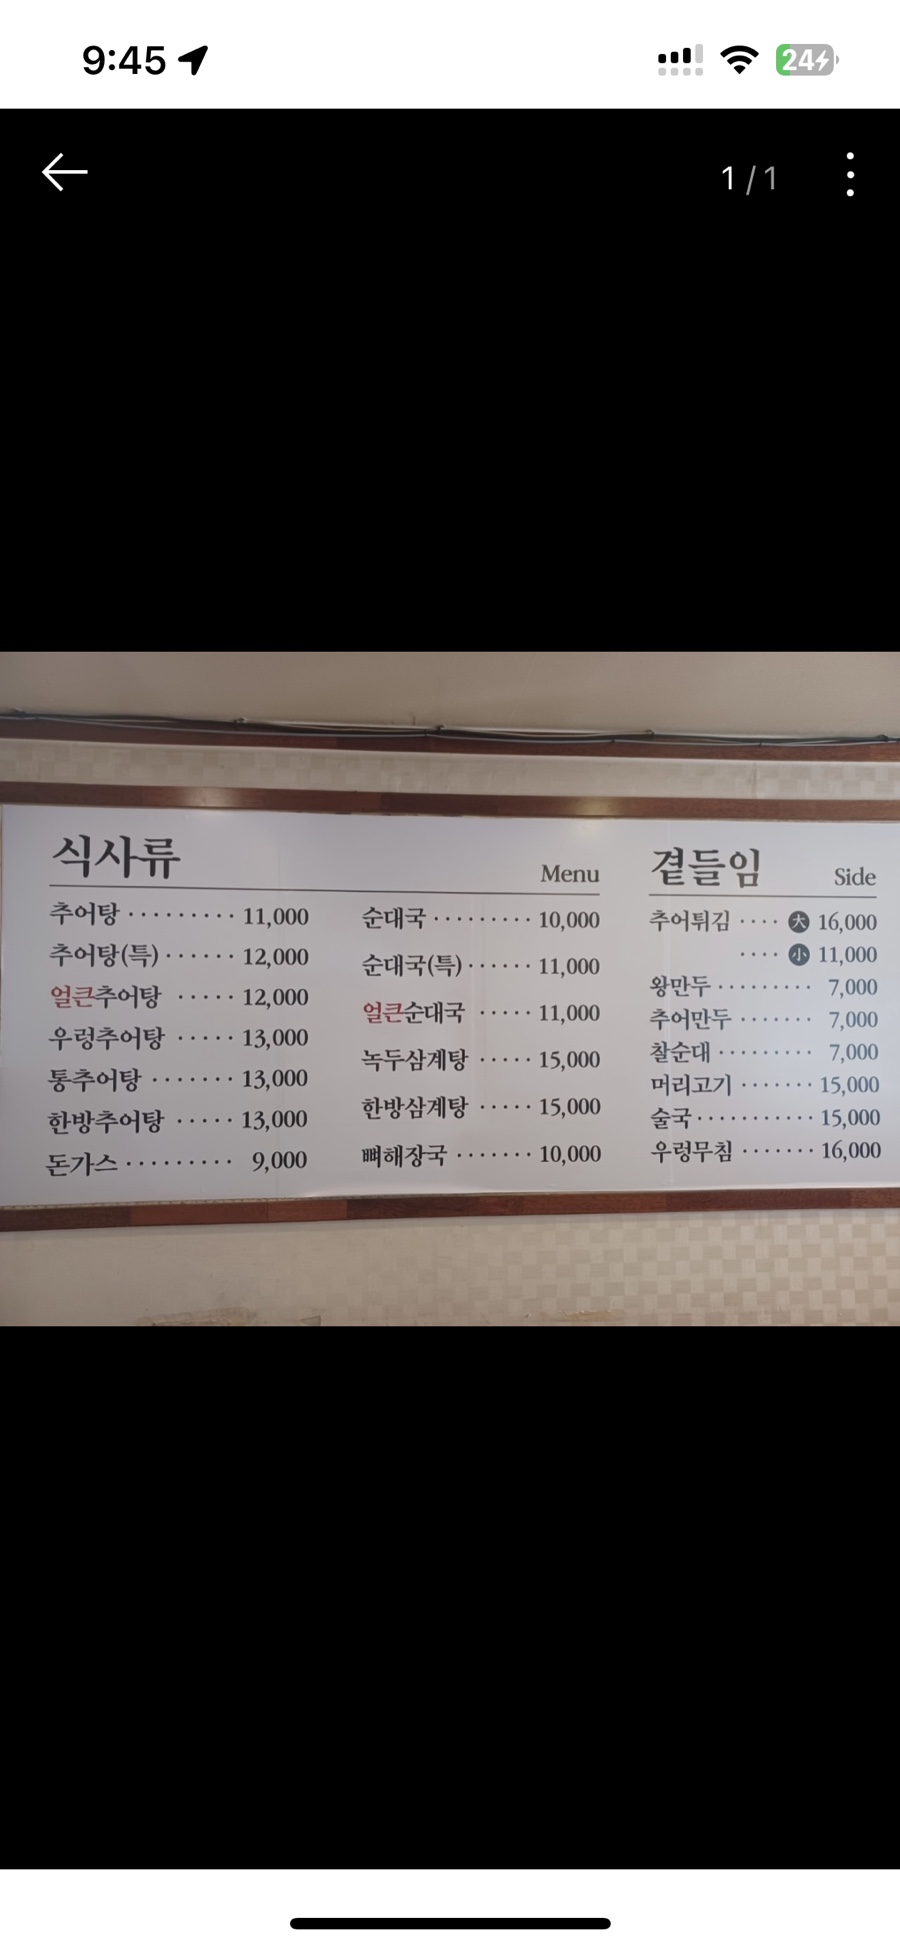 9:45
24
1 / 1
식사류 Menu
추어탕 ········· 11,000
추어탕(특) ······ 12,000
얼큰추어탕 ····· 12,000
우렁추어탕 ····· 13,000
통추어탕 ······· 13,000
한방추어탕 ····· 13,000
돈가스 ········· 9,000
순대국 ········· 10,000
순대국(특) ······ 11,000
얼큰순대국 ····· 11,000
녹두삼계탕 ····· 15,000
한방삼계탕 ····· 15,000
뼈해장국 ······· 10,000
곁들임 Side
추어튀김 ···· 大 16,000
···· 小 11,000
왕만두 ········· 7,000
추어만두 ······· 7,000
찰순대 ········· 7,000
머리고기 ······· 15,000
술국 ··········· 15,000
우렁무침 ······· 16,000